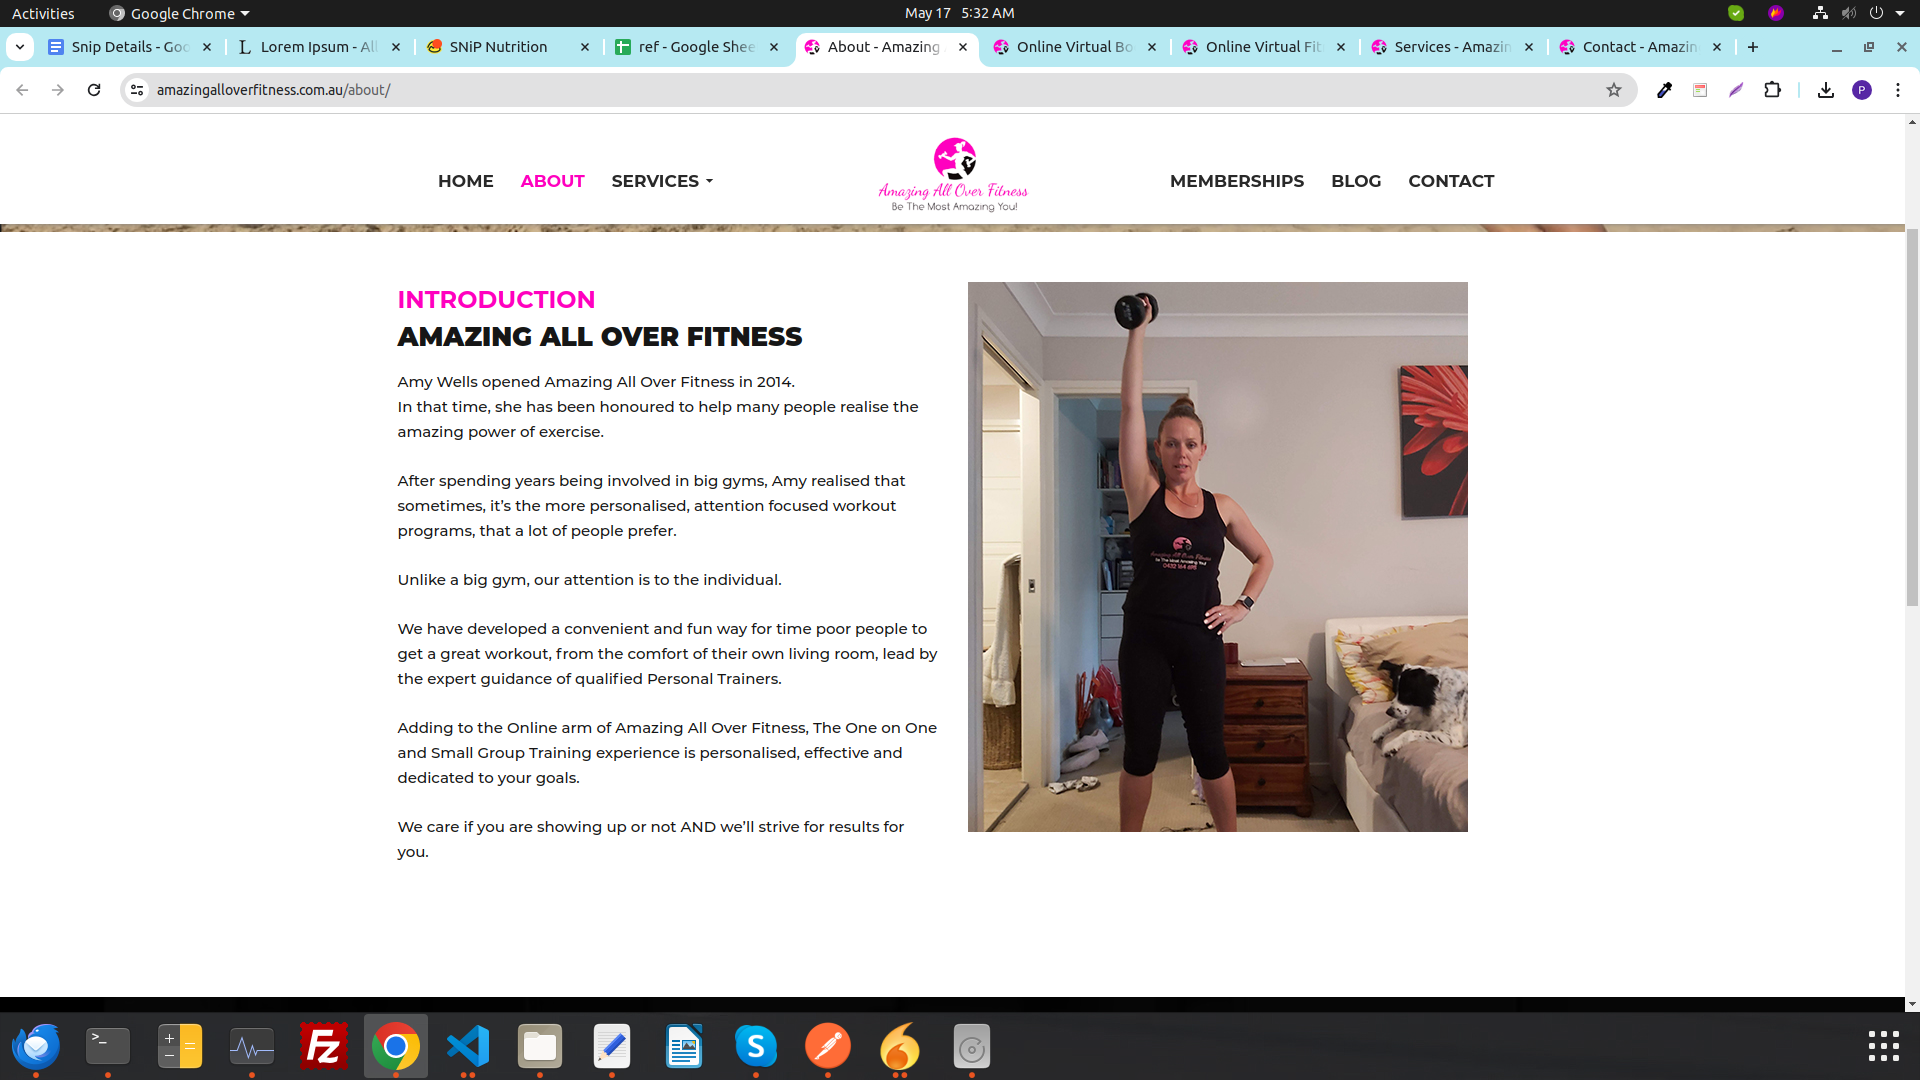 Activities
Google Chrome
May 17 5:32 AM
Snip Details - Goo
Lorem Ipsum - All
SNiP Nutrition
ref - Google Shee
About - Amazing
Online Virtual Bo
Online Virtual Fit
Services - Amazin
Contact - Amazin
amazingalloverfitness.com.au/about/
P
HOME ABOUT SERVICES
Amazing All Over Fitness
Be The Most Amazing You!
MEMBERSHIPS BLOG CONTACT
INTRODUCTION
AMAZING ALL OVER FITNESS
Amy Wells opened Amazing All Over Fitness in 2014.
In that time, she has been honoured to help many people realise the
amazing power of exercise.
After spending years being involved in big gyms, Amy realised that
sometimes, it’s the more personalised, attention focused workout
programs, that a lot of people prefer.
Unlike a big gym, our attention is to the individual.
We have developed a convenient and fun way for time poor people to
get a great workout, from the comfort of their own living room, lead by
the expert guidance of qualified Personal Trainers.
Adding to the Online arm of Amazing All Over Fitness, The One on One
and Small Group Training experience is personalised, effective and
dedicated to your goals.
We care if you are showing up or not AND we’ll strive for results for
you.
Amazing All Over Fitness
Be The Most Amazing You!